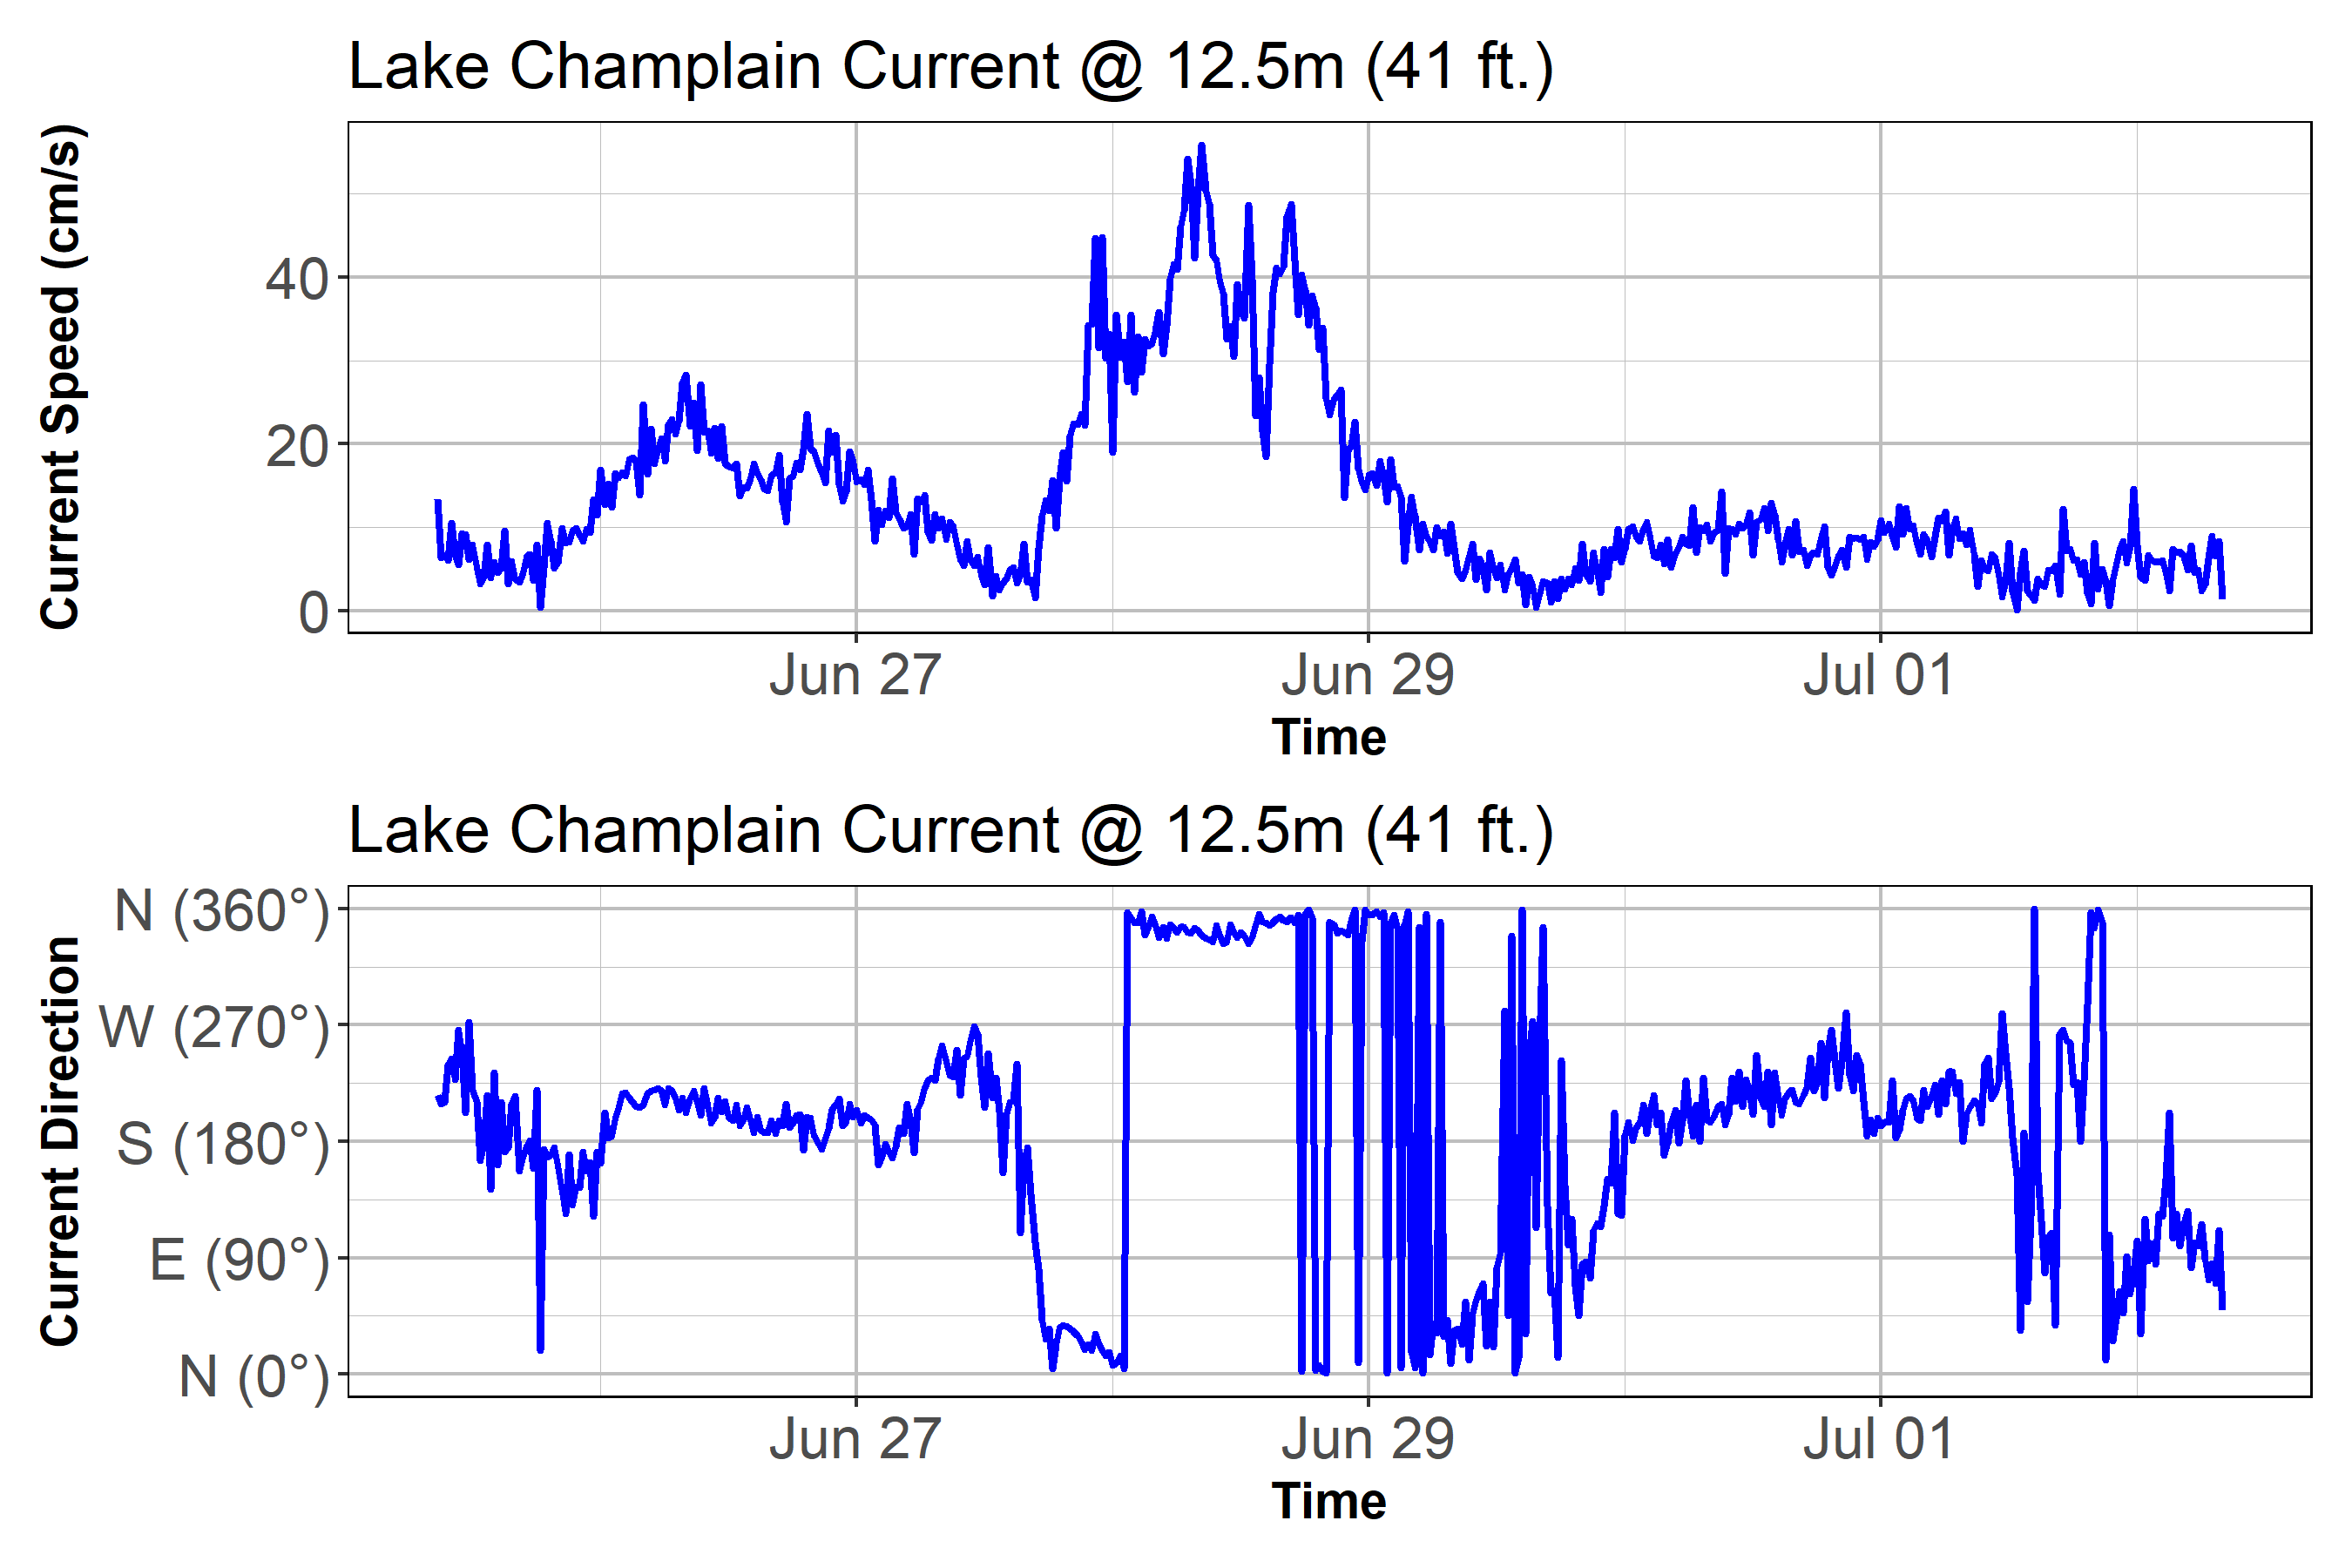 Lake Champlain Current @ 12.5m (41 ft.)
Current Speed (cm/s)
40
20
0
Jun 27 Jun 29 Jul 01
Time
Lake Champlain Current @ 12.5m (41 ft.)
Current Direction
N (360°)
W (270°)
S (180°)
E (90°)
N (0°)
Jun 27 Jun 29 Jul 01
Time